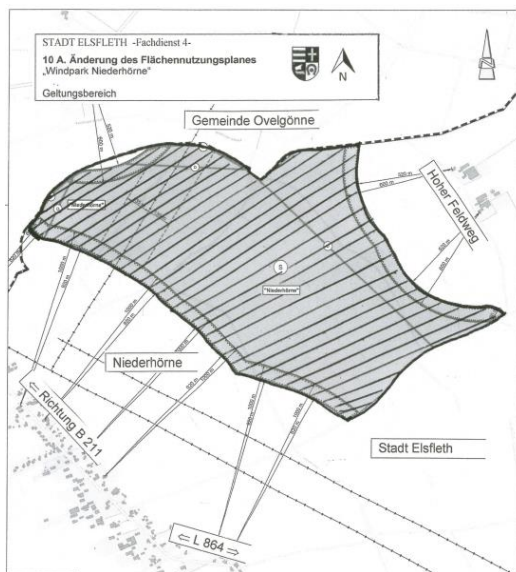 STADT ELSFLETH -Fachdienst 4-
10 A. Änderung des Flächennutzungsplanes
„Windpark Niederhörne"
Geltungsbereich
N
Gemeinde Ovelgönne
Hoher Feldweg
"Niederhörne"
S
"Niederhörne"
Niederhörne
⇐ Richtung B 211
Stadt Elsfleth
⇐ L 864 ⇒